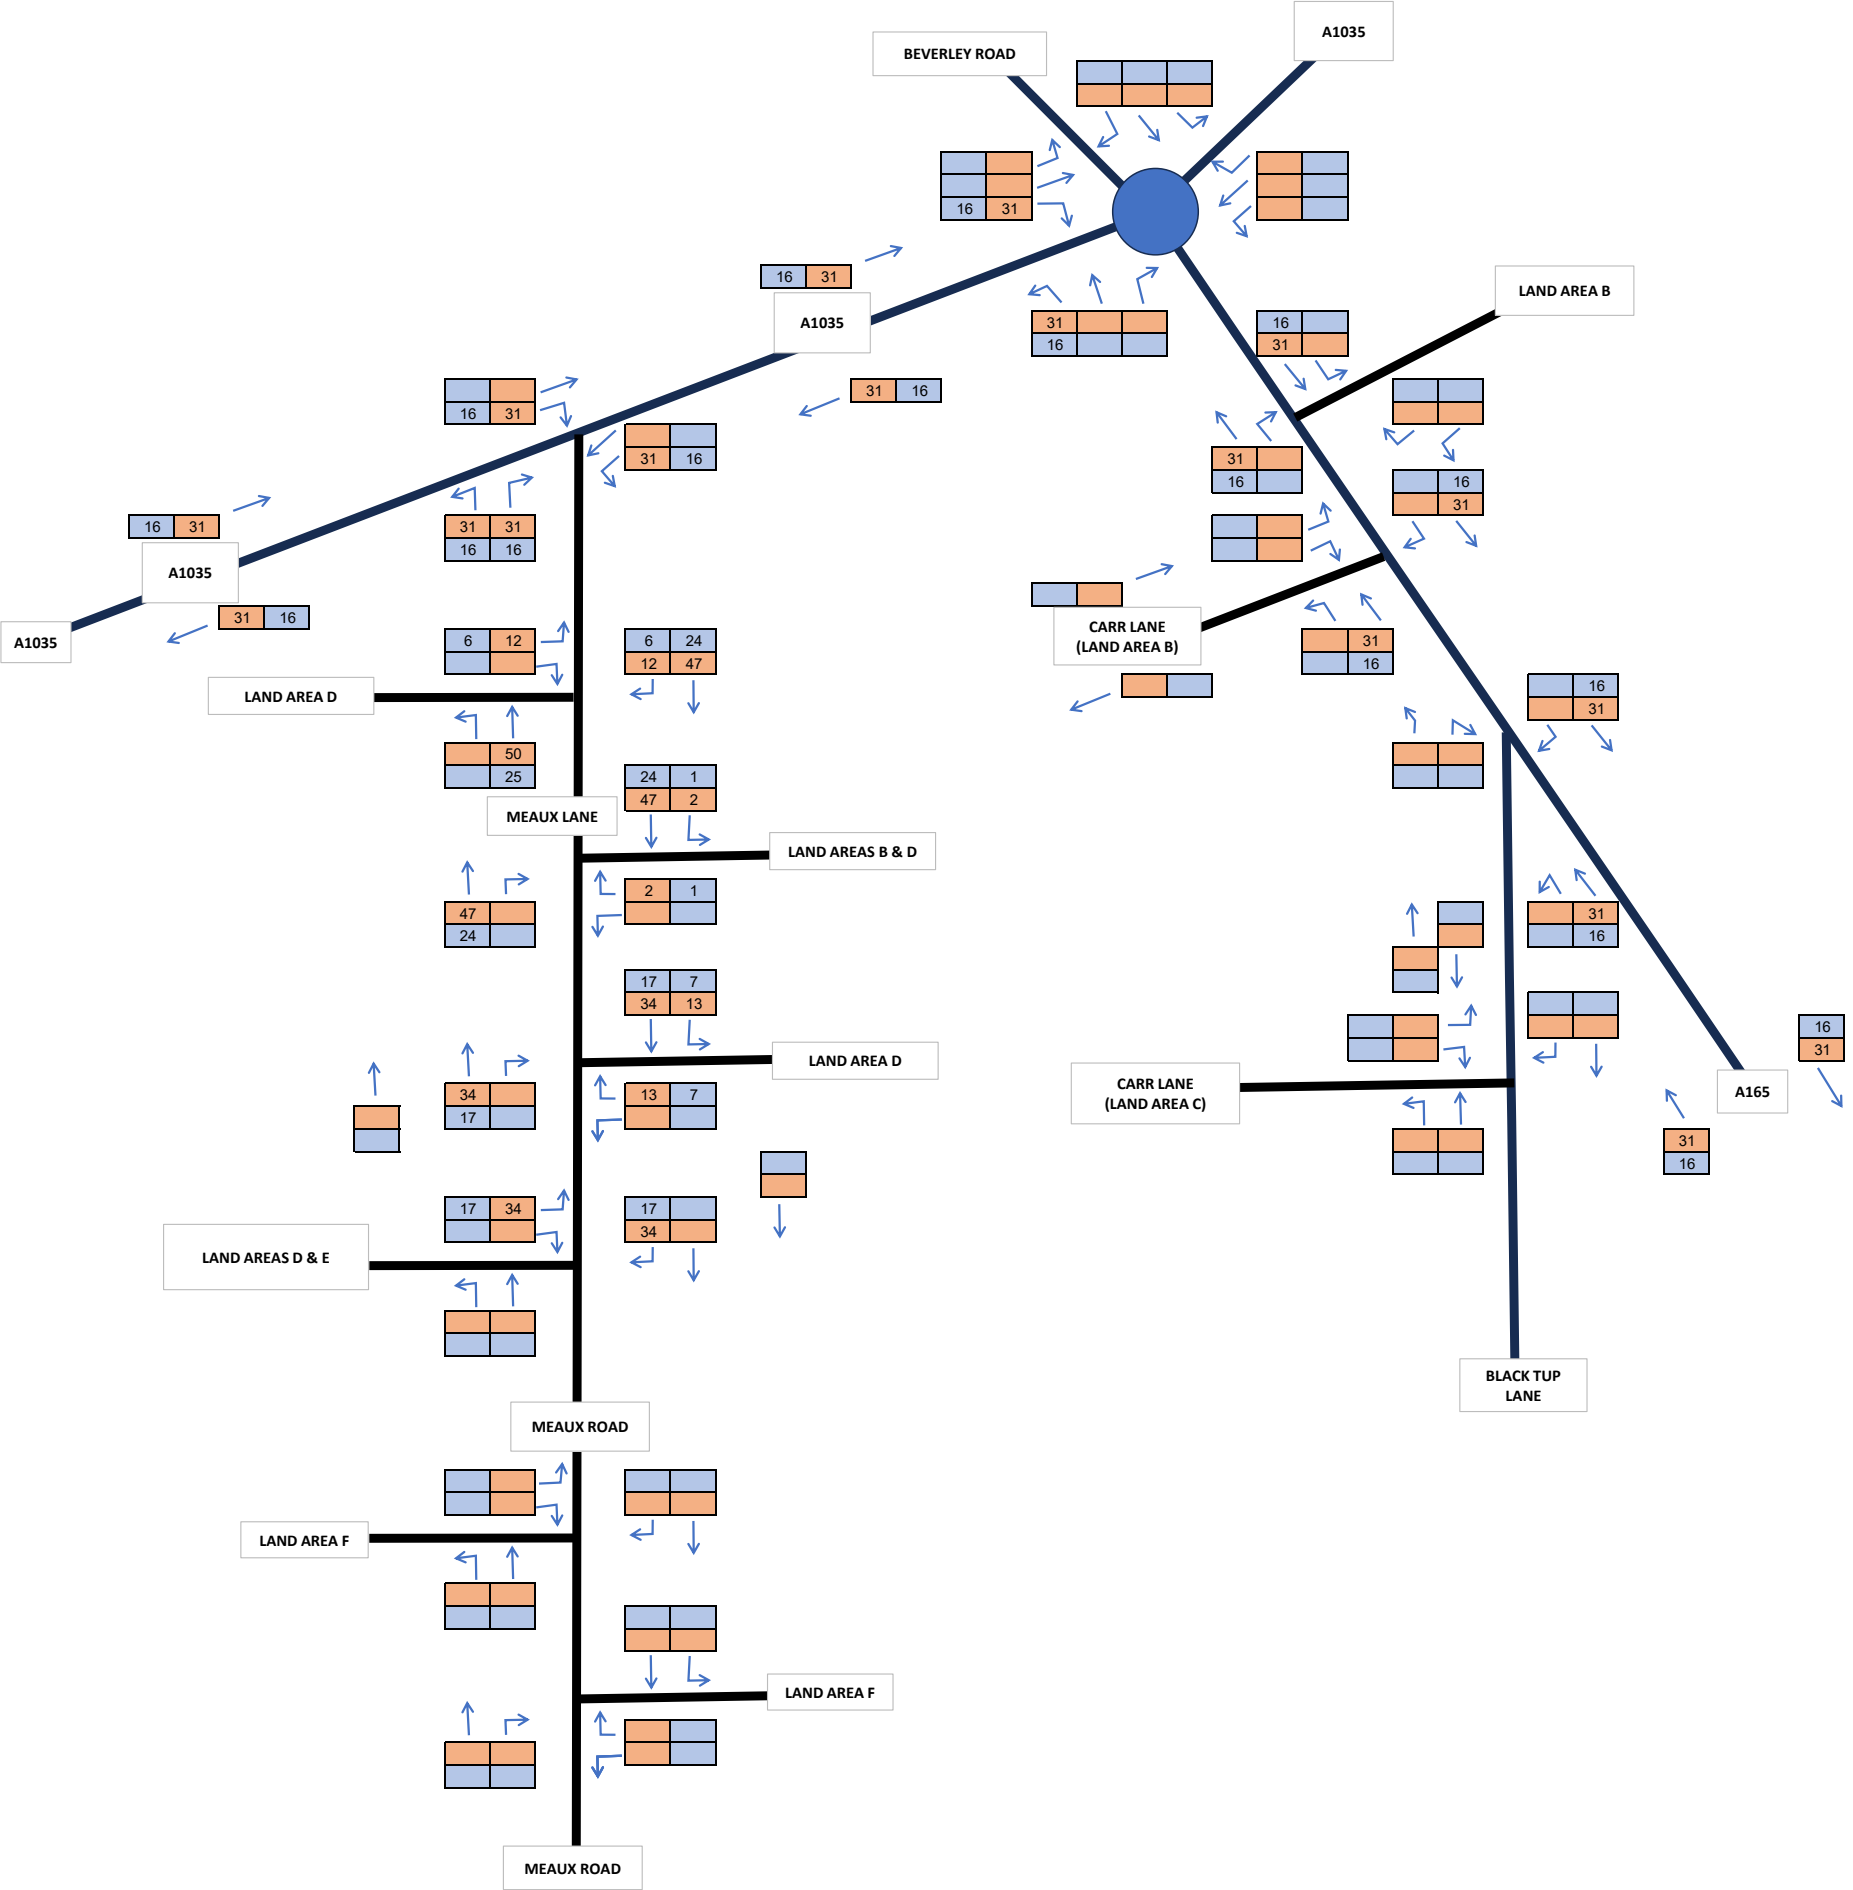 A1035
BEVERLEY ROAD
16 31
16 31
LAND AREA B
A1035
31
16
16
31
31 16
16 31
31 16
31
16
16
31
16 31
31 31
16 16
A1035
31 16
A1035
CARR LANE
(LAND AREA B)
31
16
6 12
6 24
12 47
LAND AREA D
16
31
50
25
24 1
47 2
MEAUX LANE
LAND AREAS B & D
2 1
47
24
31
16
17 7
34 13
16
31
LAND AREA D
CARR LANE
(LAND AREA C)
A165
34
17
13 7
31
16
17 34
17
34
LAND AREAS D & E
BLACK TUP
LANE
MEAUX ROAD
LAND AREA F
LAND AREA F
MEAUX ROAD